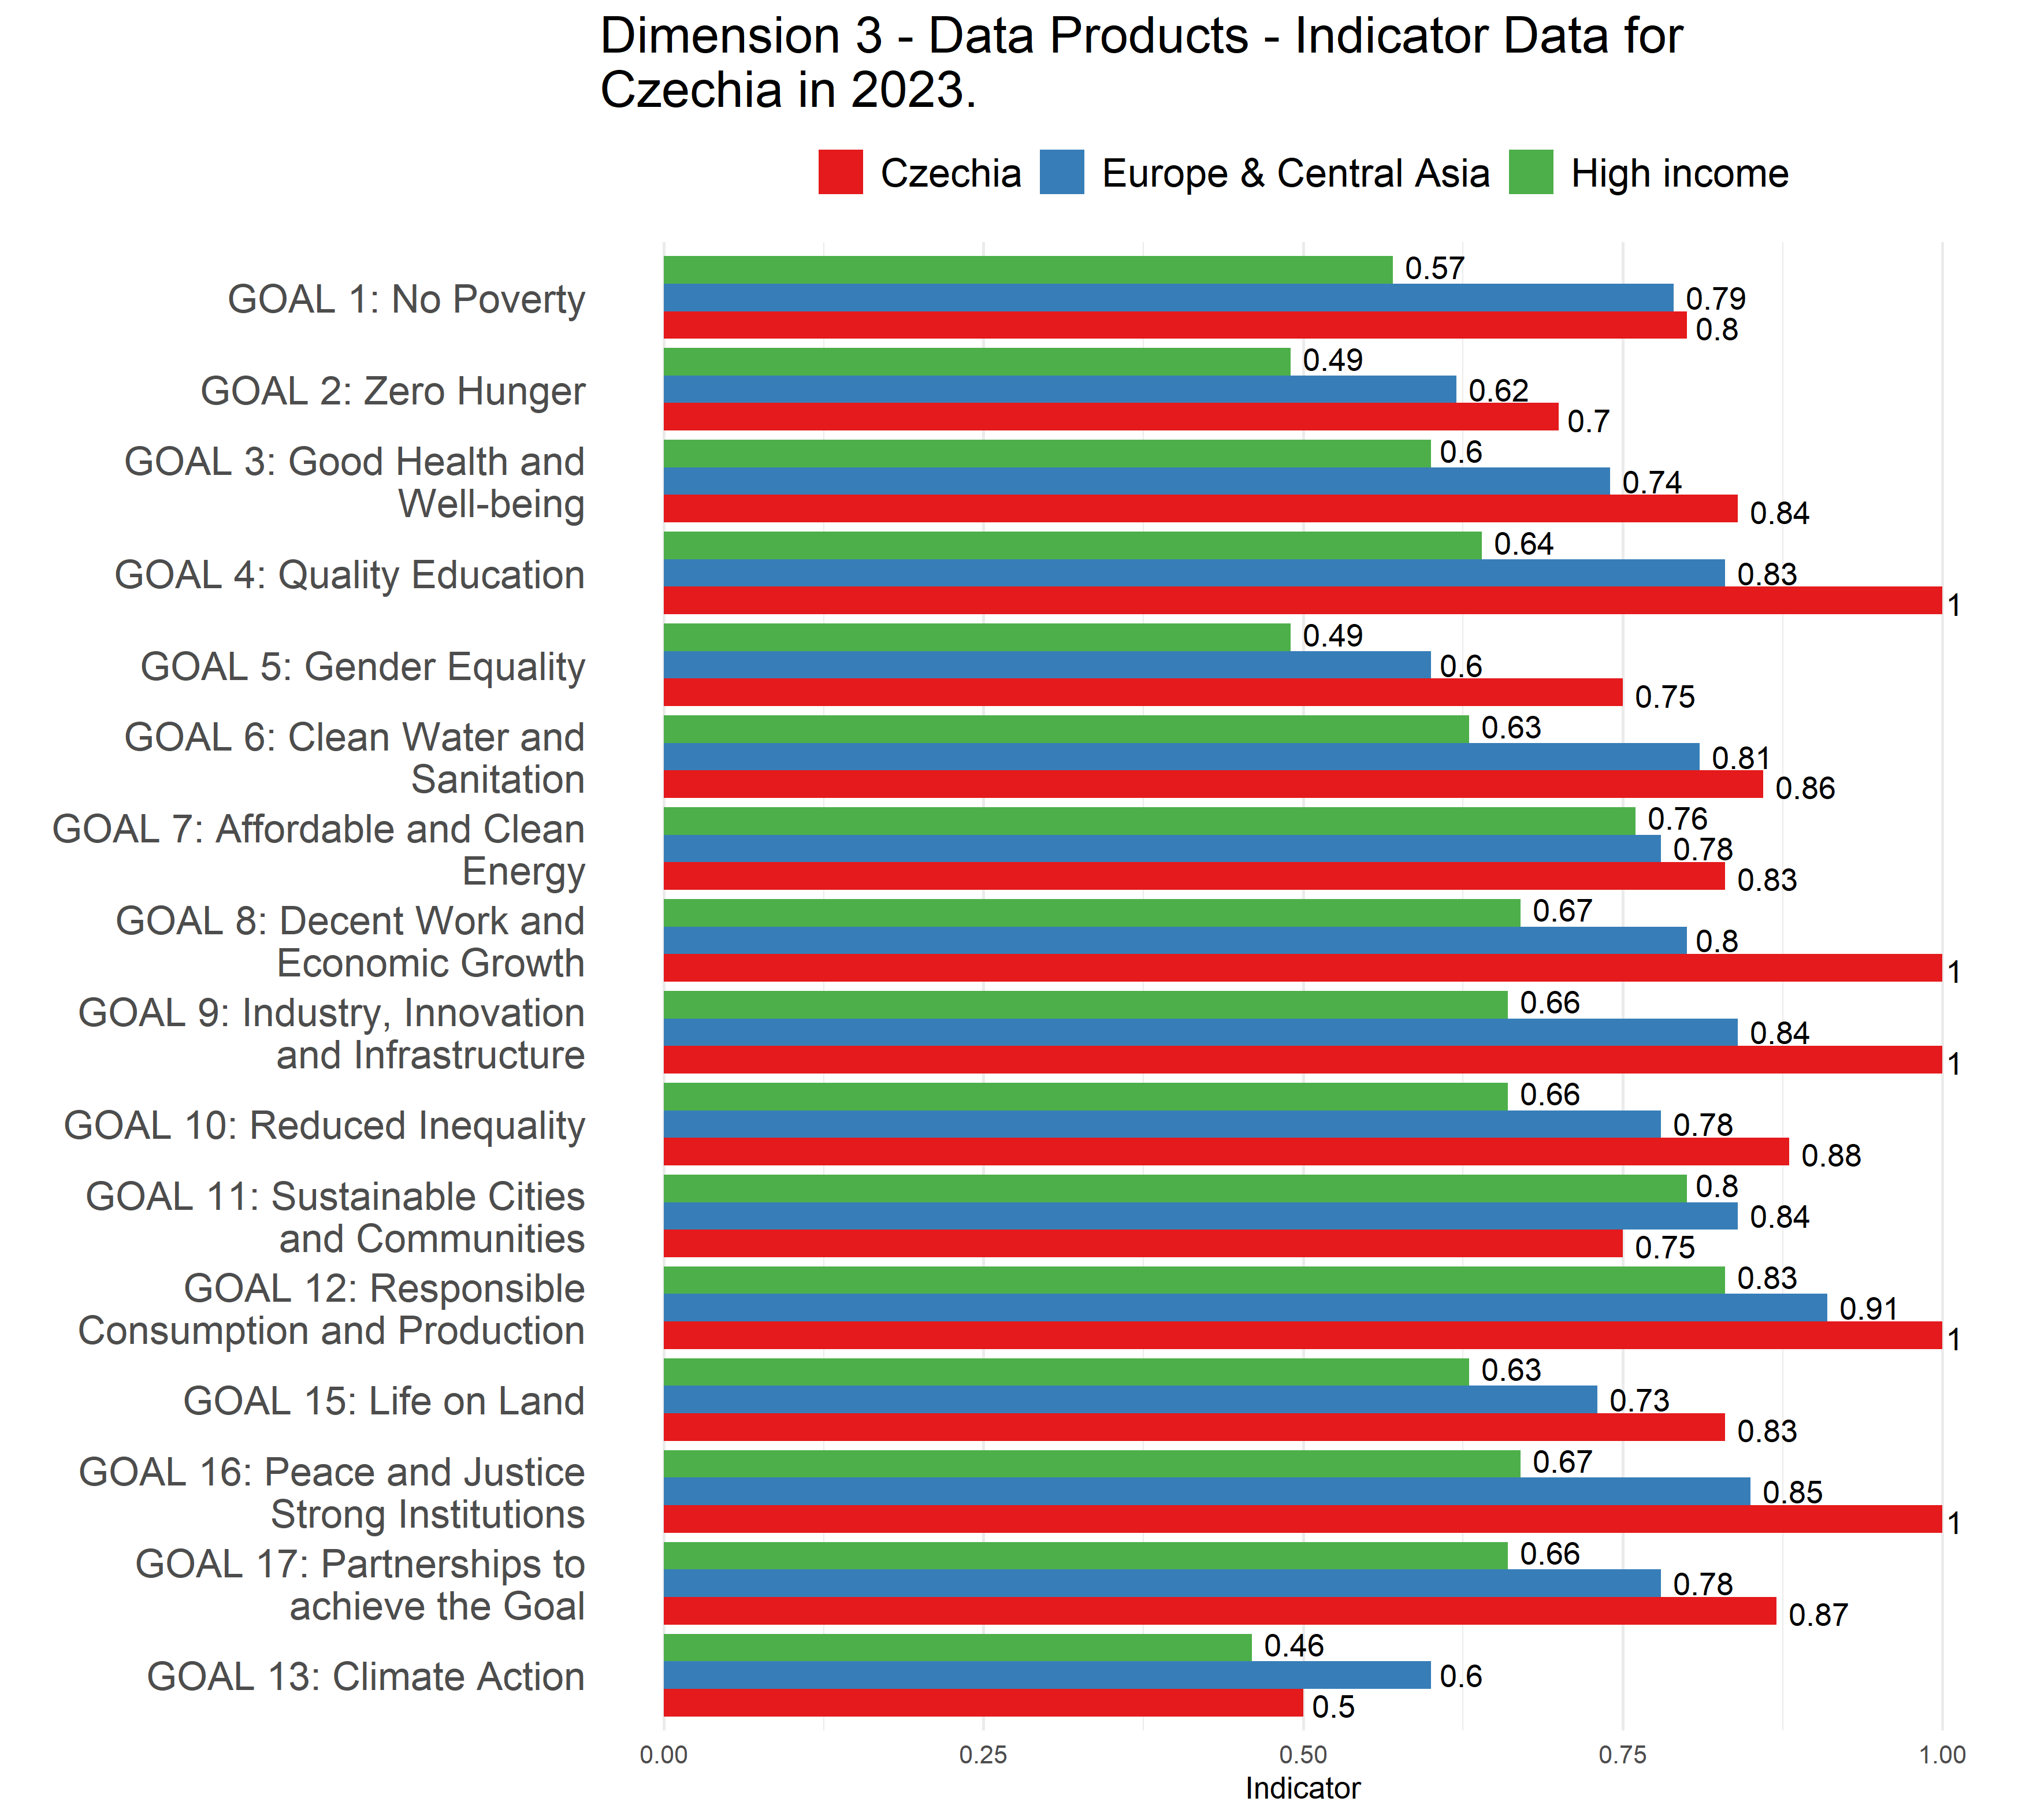 Dimension 3 - Data Products - Indicator Data for
Czechia in 2023.
Czechia
Europe & Central Asia
High income
GOAL 1: No Poverty
0.57
0.79
0.8
GOAL 2: Zero Hunger
0.49
0.62
0.7
GOAL 3: Good Health and
Well-being
0.6
0.74
0.84
GOAL 4: Quality Education
0.64
0.83
1
GOAL 5: Gender Equality
0.49
0.6
0.75
GOAL 6: Clean Water and
Sanitation
0.63
0.81
0.86
GOAL 7: Affordable and Clean
Energy
0.76
0.78
0.83
GOAL 8: Decent Work and
Economic Growth
0.67
0.8
1
GOAL 9: Industry, Innovation
and Infrastructure
0.66
0.84
1
GOAL 10: Reduced Inequality
0.66
0.78
0.88
GOAL 11: Sustainable Cities
and Communities
0.8
0.84
0.75
GOAL 12: Responsible
Consumption and Production
0.83
0.91
1
GOAL 15: Life on Land
0.63
0.73
0.83
GOAL 16: Peace and Justice
Strong Institutions
0.67
0.85
1
GOAL 17: Partnerships to
achieve the Goal
0.66
0.78
0.87
GOAL 13: Climate Action
0.46
0.6
0.5
0.00 0.25 0.50 0.75 1.00
Indicator